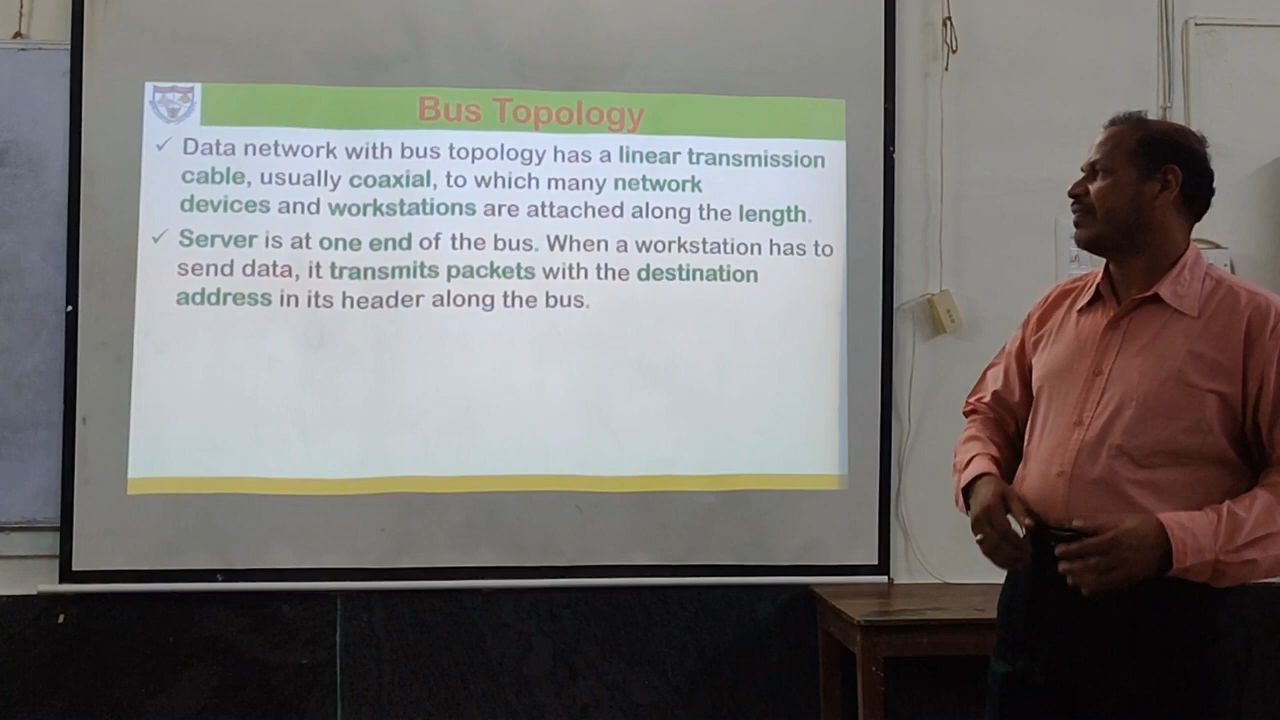 Bus Topology
✓ Data network with bus topology has a linear transmission
cable, usually coaxial, to which many network
devices and workstations are attached along the length.
✓ Server is at one end of the bus. When a workstation has to
send data, it transmits packets with the destination
address in its header along the bus.